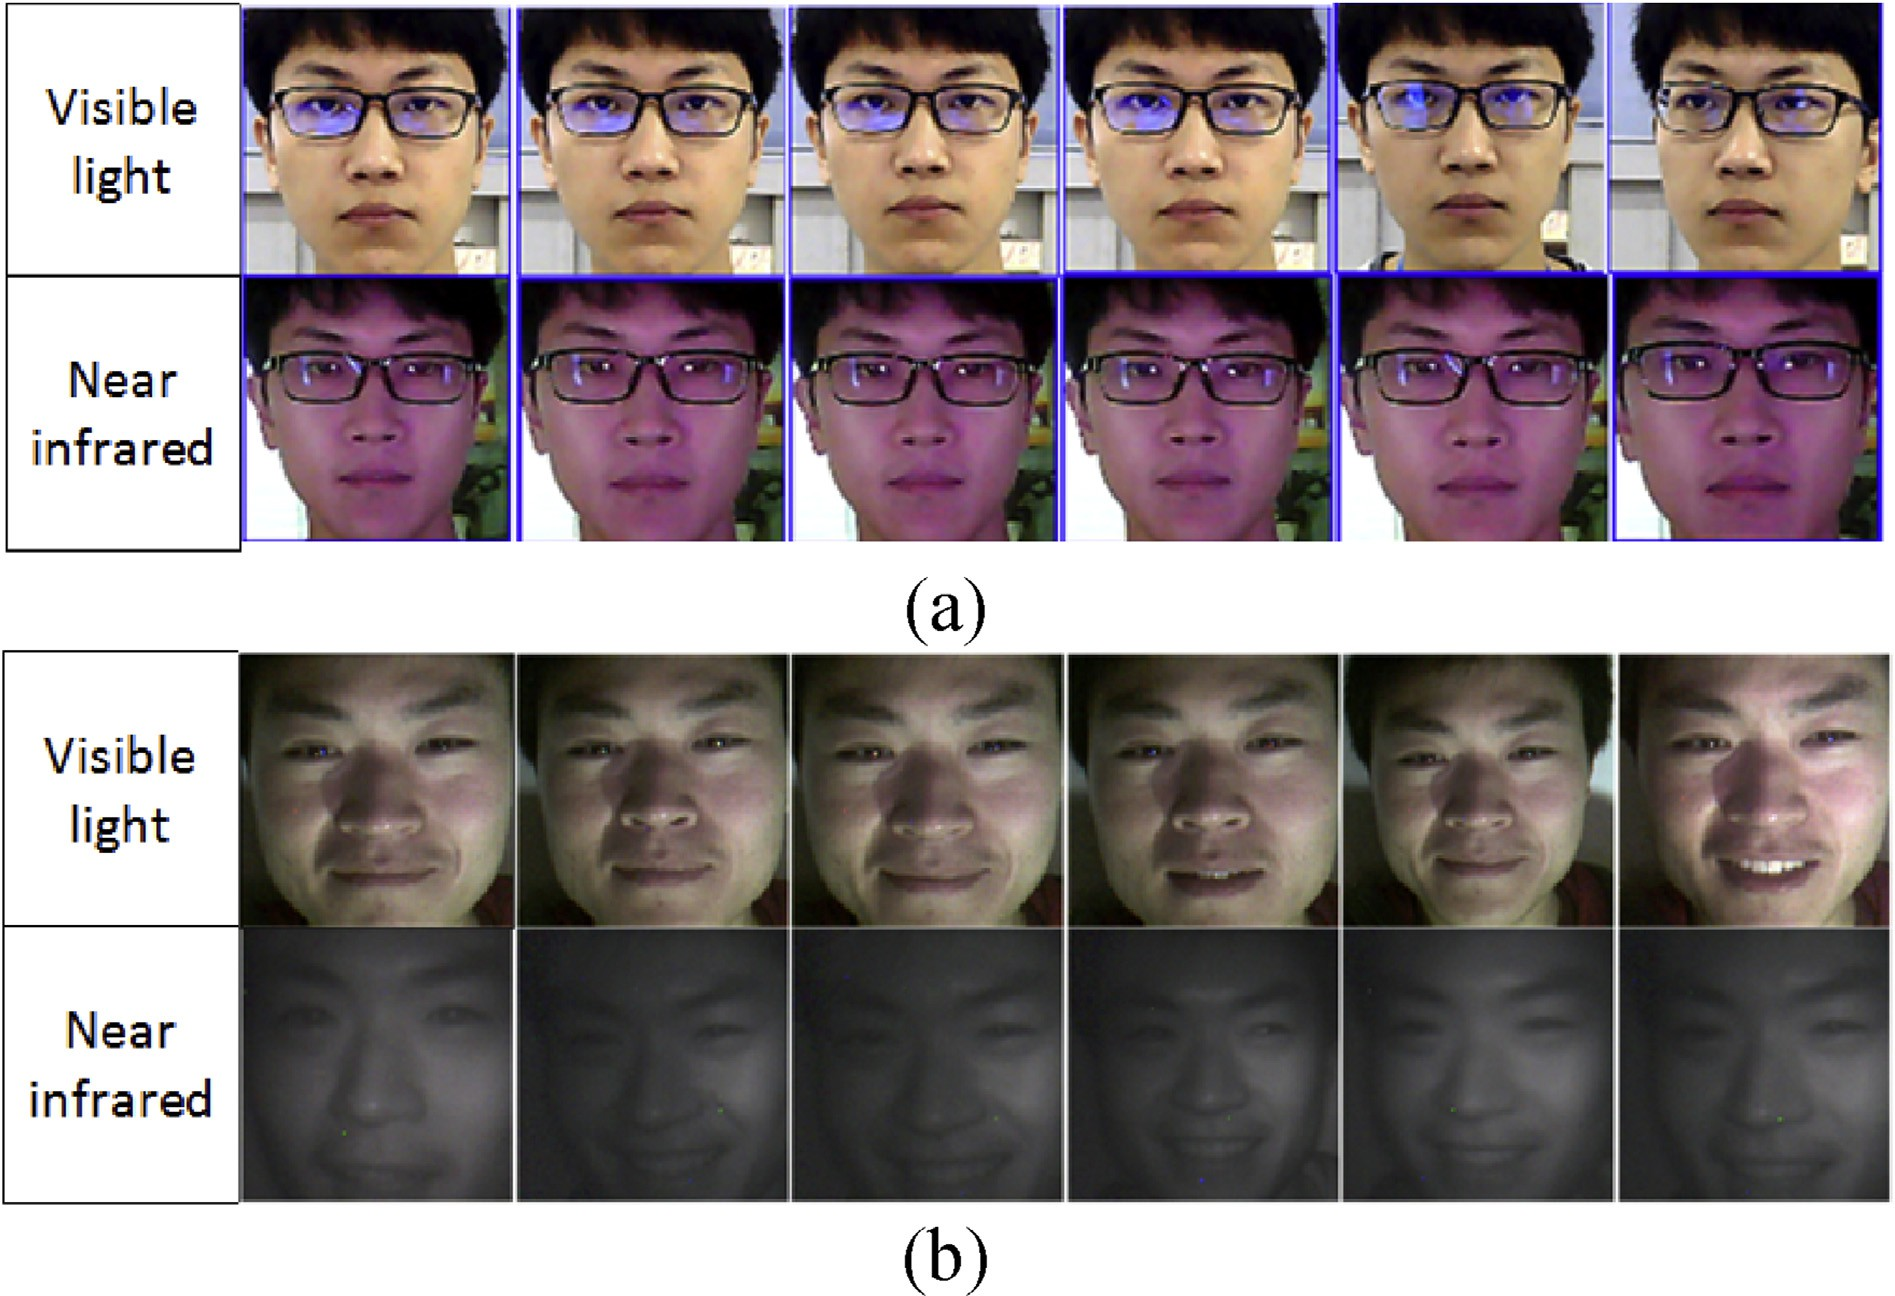 Visible
light
Near
infrared
(a)
Visible
light
Near
infrared
(b)